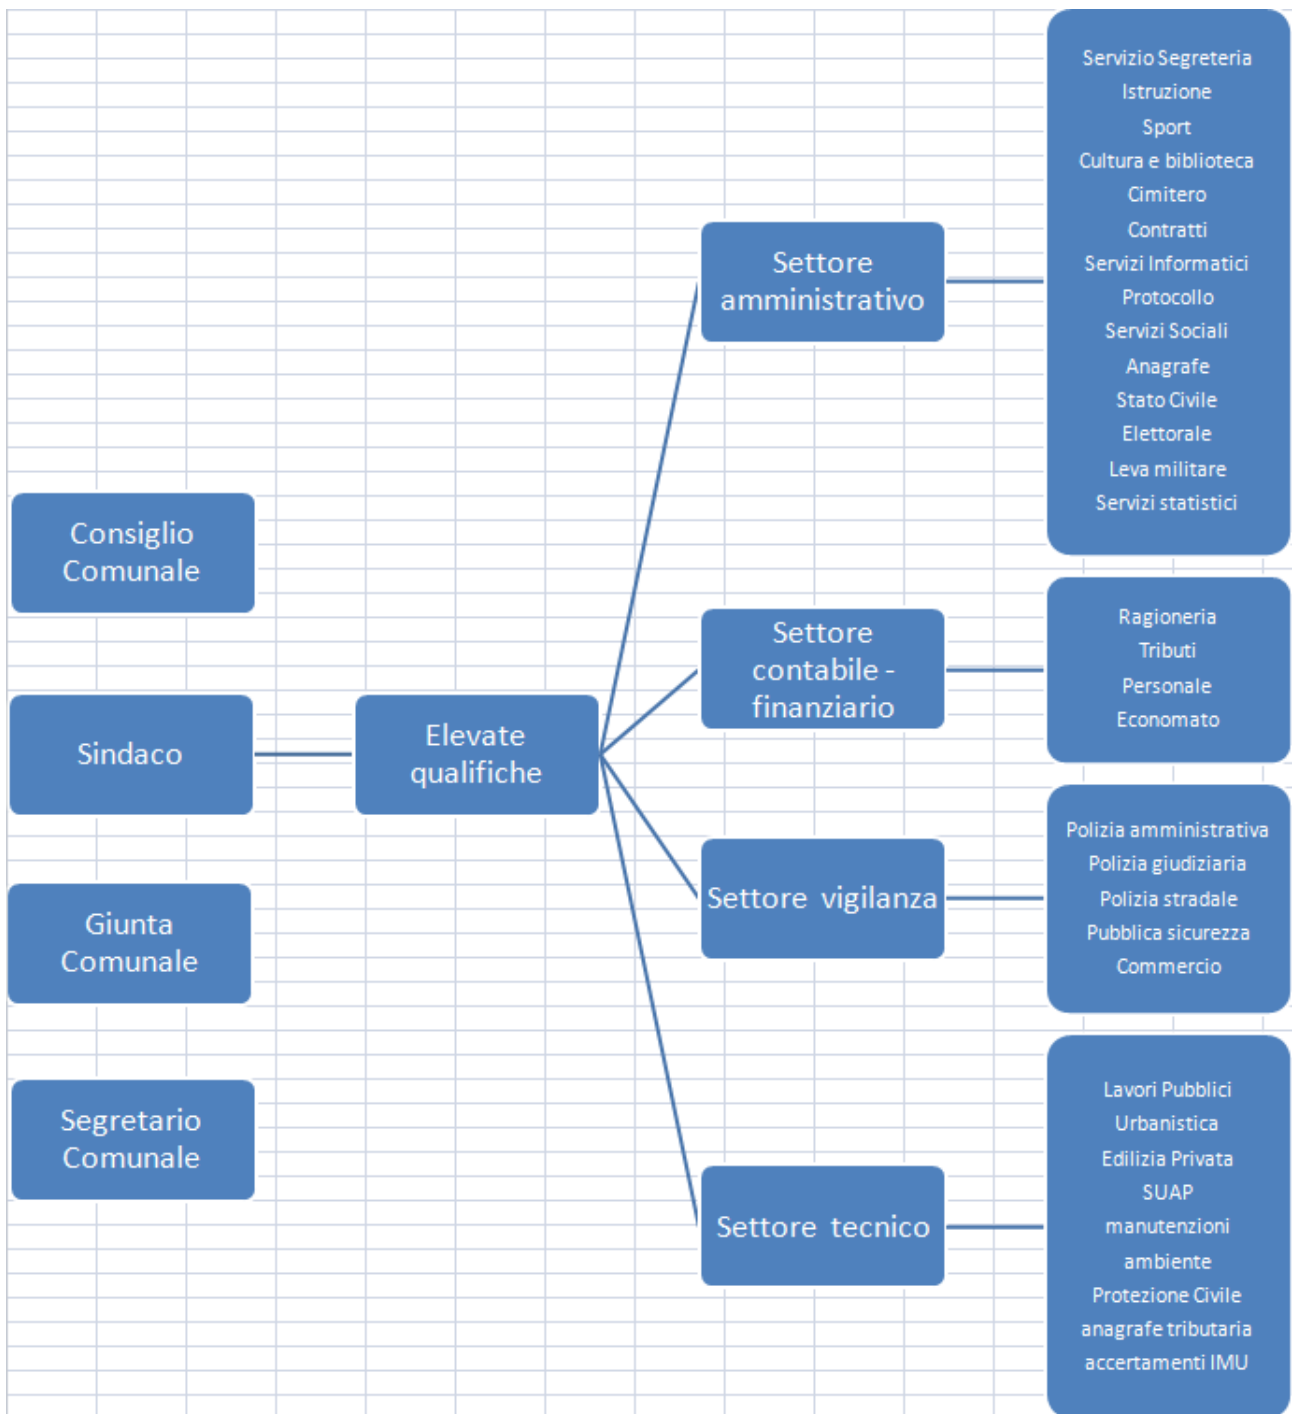 Consiglio
Comunale
Sindaco
Giunta
Comunale
Segretario
Comunale
Elevate
qualifiche
Settore
amministrativo
Settore
contabile -
finanziario
Settore vigilanza
Settore tecnico
Servizio Segreteria
Istruzione
Sport
Cultura e biblioteca
Cimitero
Contratti
Servizi Informatici
Protocollo
Servizi Sociali
Anagrafe
Stato Civile
Elettorale
Leva militare
Servizi statistici
Ragioneria
Tributi
Personale
Economato
Polizia amministrativa
Polizia giudiziaria
Polizia stradale
Pubblica sicurezza
Commercio
Lavori Pubblici
Urbanistica
Edilizia Privata
SUAP
manutenzioni
ambiente
Protezione Civile
anagrafe tributaria
accertamenti IMU